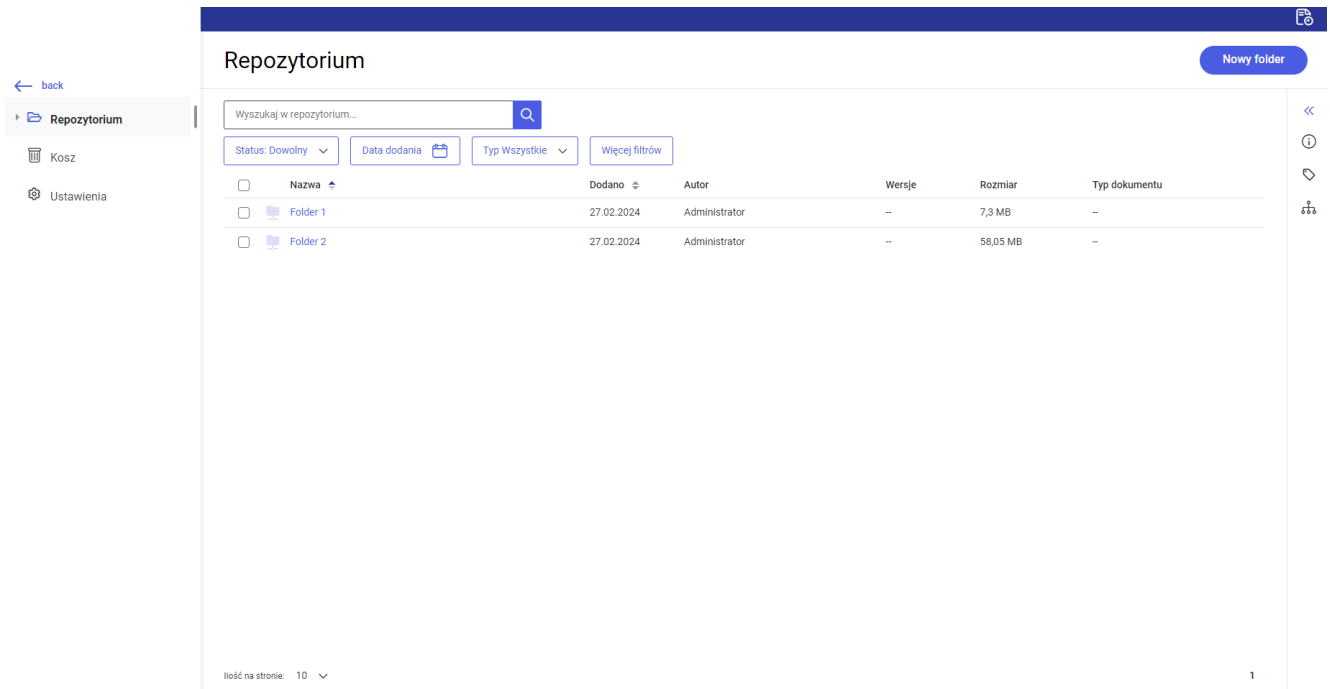 Repozytorium
Nowy folder
back
Repozytorium
Kosz
Ustawienia
Wyszukaj w repozytorium...
Status: Dowolny Data dodania Typ Wszystkie Więcej filtrów
Nazwa Dodano Autor Wersje Rozmiar Typ dokumentu
Folder 1 27.02.2024 Administrator -- 7,3 MB --
Folder 2 27.02.2024 Administrator -- 58,05 MB --
Ilość na stronie: 10 1